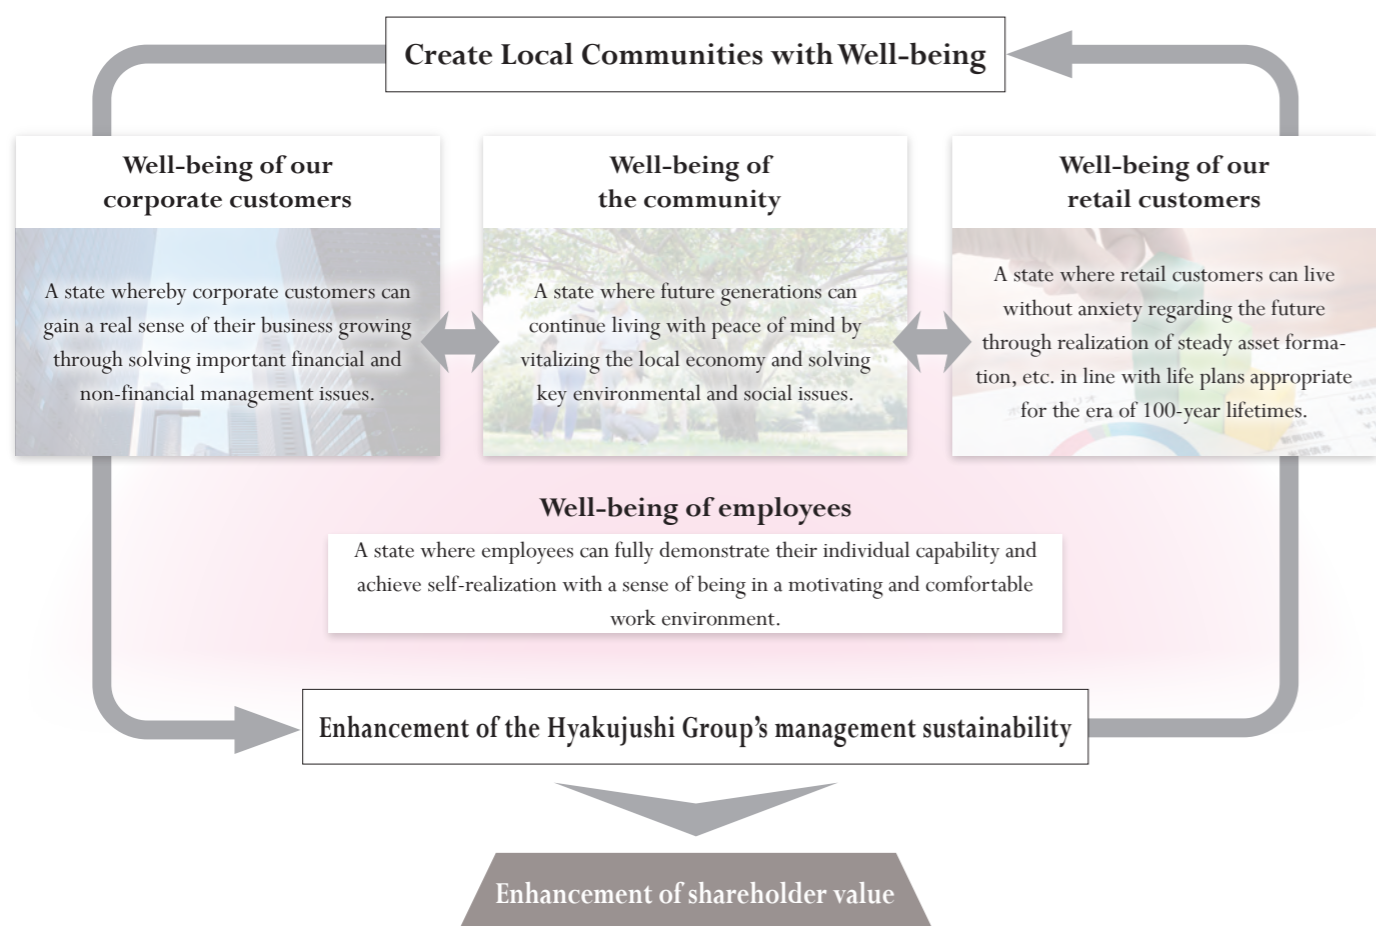 Create Local Communities with Well-being
Well-being of our
corporate customers
A state whereby corporate customers can
gain a real sense of their business growing
through solving important financial and
non-financial management issues.
Well-being of
the community
A state where future generations can
continue living with peace of mind by
vitalizing the local economy and solving
key environmental and social issues.
Well-being of our
retail customers
A state where retail customers can live
without anxiety regarding the future
through realization of steady asset forma-
tion, etc. in line with life plans appropriate
for the era of 100-year lifetimes.
Well-being of employees
A state where employees can fully demonstrate their individual capability and
achieve self-realization with a sense of being in a motivating and comfortable
work environment.
Enhancement of the Hyakujushi Group’s management sustainability
Enhancement of shareholder value